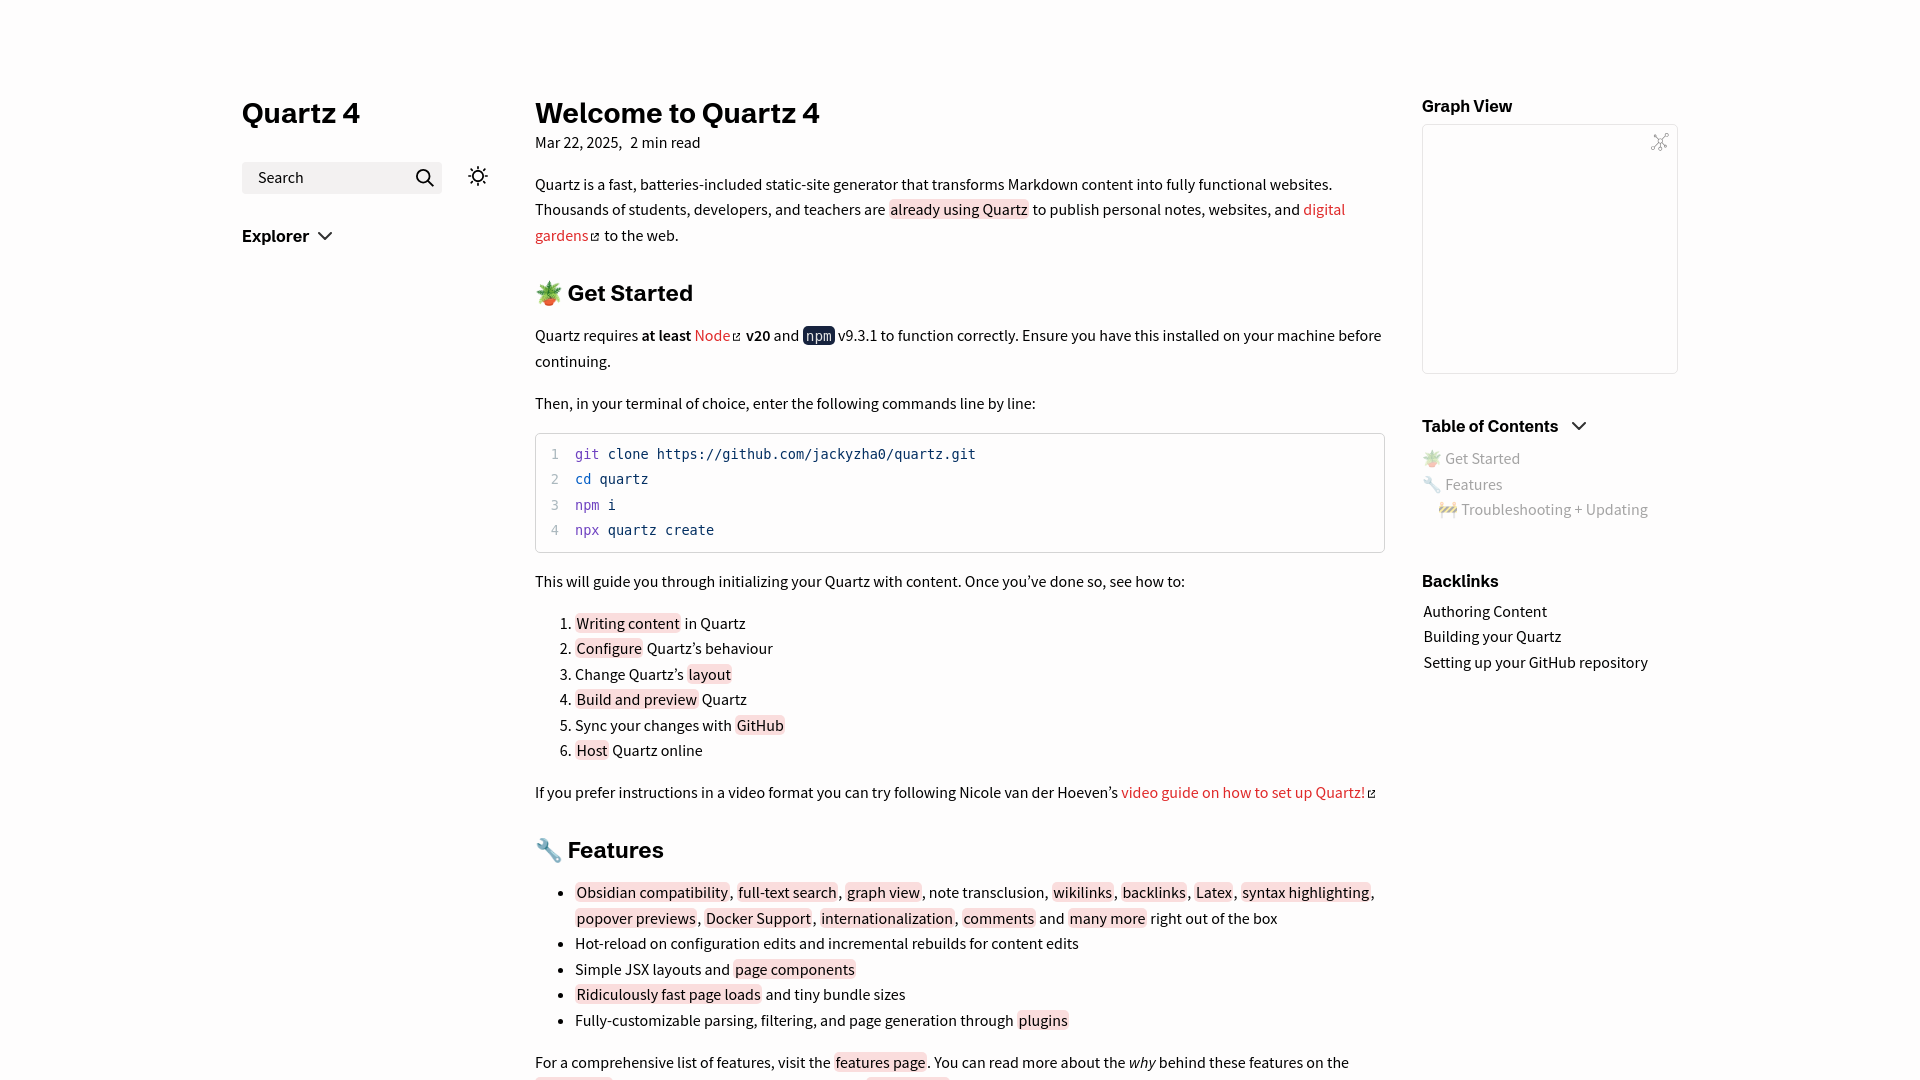 Quartz 4
Search
Explorer
Welcome to Quartz 4
Mar 22, 2025, 2 min read
Quartz is a fast, batteries-included static-site generator that transforms Markdown content into fully functional websites.
Thousands of students, developers, and teachers are already using Quartz to publish personal notes, websites, and digital
gardens to the web.
🪴 Get Started
Quartz requires at least Node v20 and npm v9.3.1 to function correctly. Ensure you have this installed on your machine before
continuing.
Then, in your terminal of choice, enter the following commands line by line:
1 git clone https://github.com/jackyzha0/quartz.git
2 cd quartz
3 npm i
4 npx quartz create
This will guide you through initializing your Quartz with content. Once you’ve done so, see how to:
1. Writing content in Quartz
2. Configure Quartz’s behaviour
3. Change Quartz’s layout
4. Build and preview Quartz
5. Sync your changes with GitHub
6. Host Quartz online
If you prefer instructions in a video format you can try following Nicole van der Hoeven’s video guide on how to set up Quartz!
🔧 Features
• Obsidian compatibility, full-text search, graph view, note transclusion, wikilinks, backlinks, Latex, syntax highlighting,
popover previews, Docker Support, internationalization, comments and many more right out of the box
• Hot-reload on configuration edits and incremental rebuilds for content edits
• Simple JSX layouts and page components
• Ridiculously fast page loads and tiny bundle sizes
• Fully-customizable parsing, filtering, and page generation through plugins
For a comprehensive list of features, visit the features page. You can read more about the why behind these features on the
Graph View
Table of Contents
🪴 Get Started
🔧 Features
🚧 Troubleshooting + Updating
Backlinks
Authoring Content
Building your Quartz
Setting up your GitHub repository